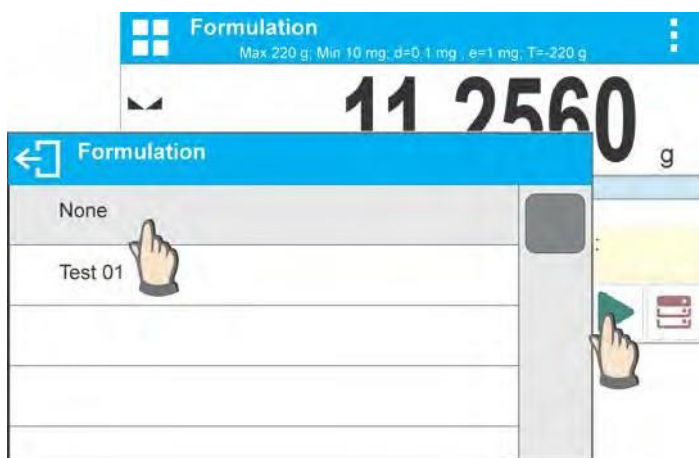 Formulation
Max 220 g; Min 10 mg; d=0.1 mg , e=1 mg; T=-220 g
11.2560
g
Formulation
None
:
Test 01